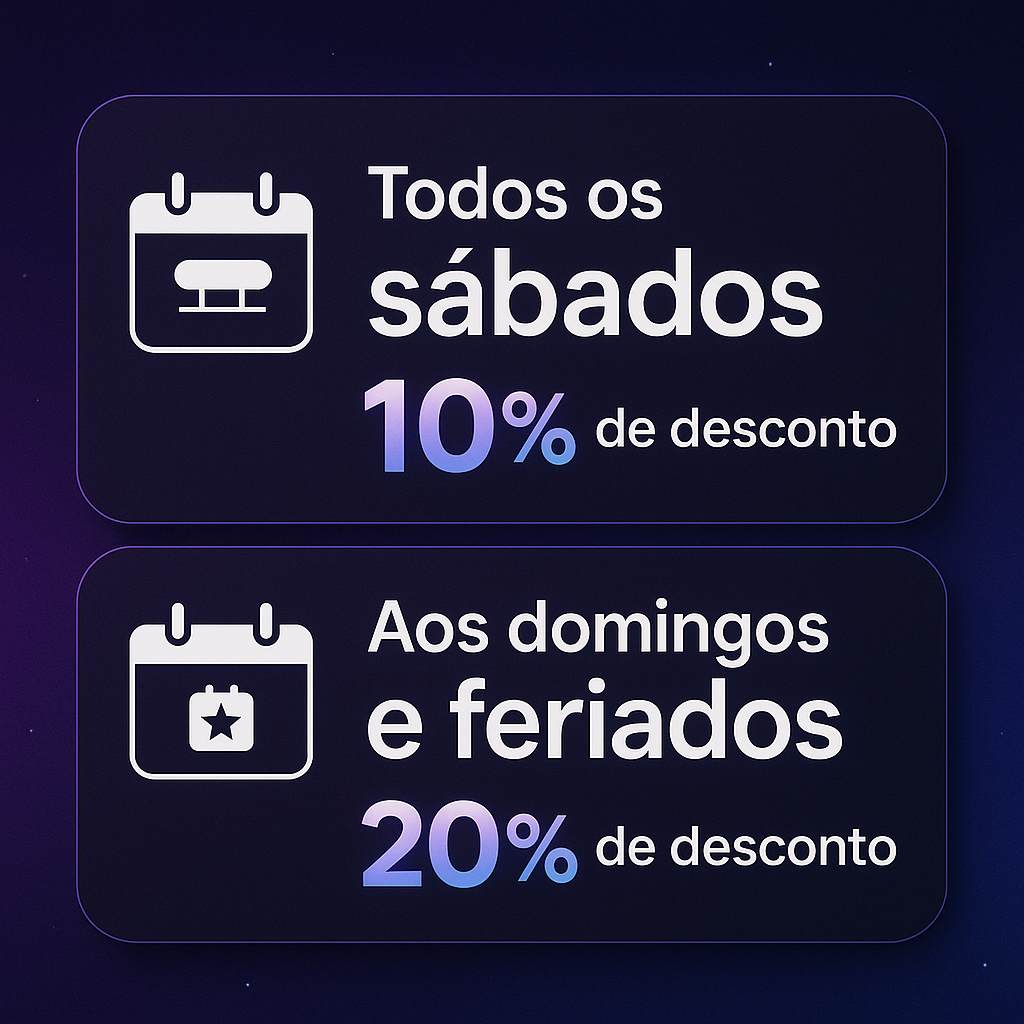 Todos os
sábados
10% de desconto
Aos domingos
e feriados
20% de desconto